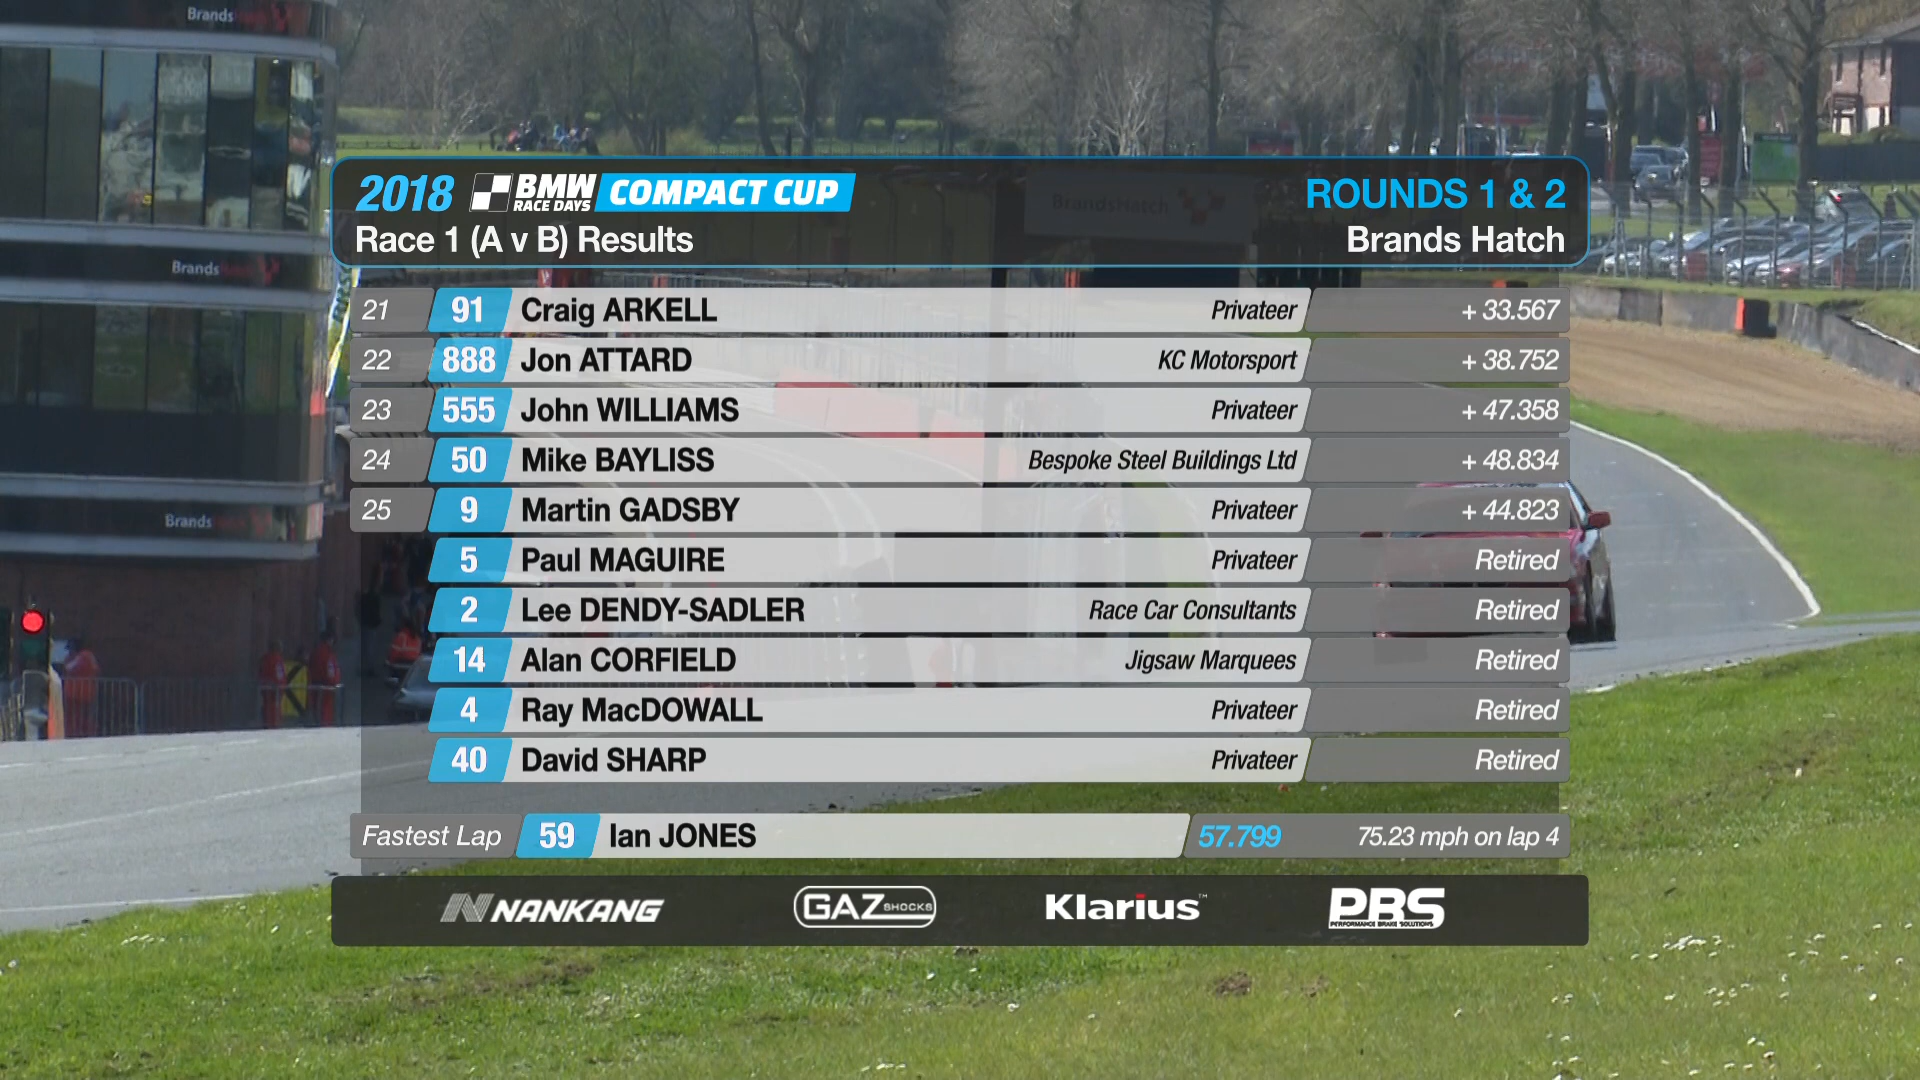 Brands
2018 BMW RACE DAYS COMPACT CUP ROUNDS 1 & 2
Race 1 (A v B) Results Brands Hatch
BrandsHatch
Brands
21 91 Craig ARKELL Privateer + 33.567
22 888 Jon ATTARD KC Motorsport + 38.752
23 555 John WILLIAMS Privateer + 47.358
24 50 Mike BAYLISS Bespoke Steel Buildings Ltd + 48.834
25 9 Martin GADSBY Privateer + 44.823
Brands
5 Paul MAGUIRE Privateer Retired
2 Lee DENDY-SADLER Race Car Consultants Retired
14 Alan CORFIELD Jigsaw Marquees Retired
4 Ray MacDOWALL Privateer Retired
40 David SHARP Privateer Retired
Fastest Lap 59 Ian JONES 57.799 75.23 mph on lap 4
NANKANG GAZ SHOCKS Klarius™ PBS PERFORMANCE BRAKE SOLUTIONS